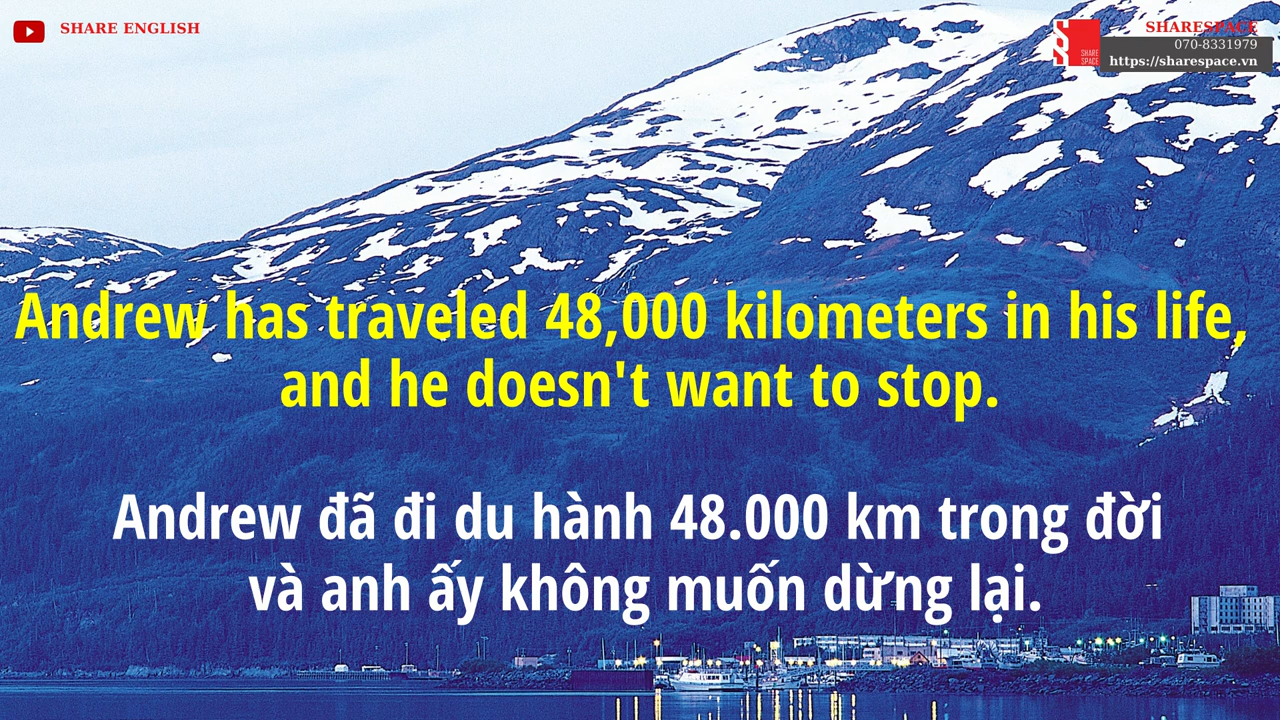 SHARE ENGLISH
SHARESPACE
070-8331979
https://sharespace.vn
SHARE
SPACE
Andrew has traveled 48,000 kilometers in his life,
and he doesn't want to stop.
Andrew đã đi du hành 48.000 km trong đời
và anh ấy không muốn dừng lại.